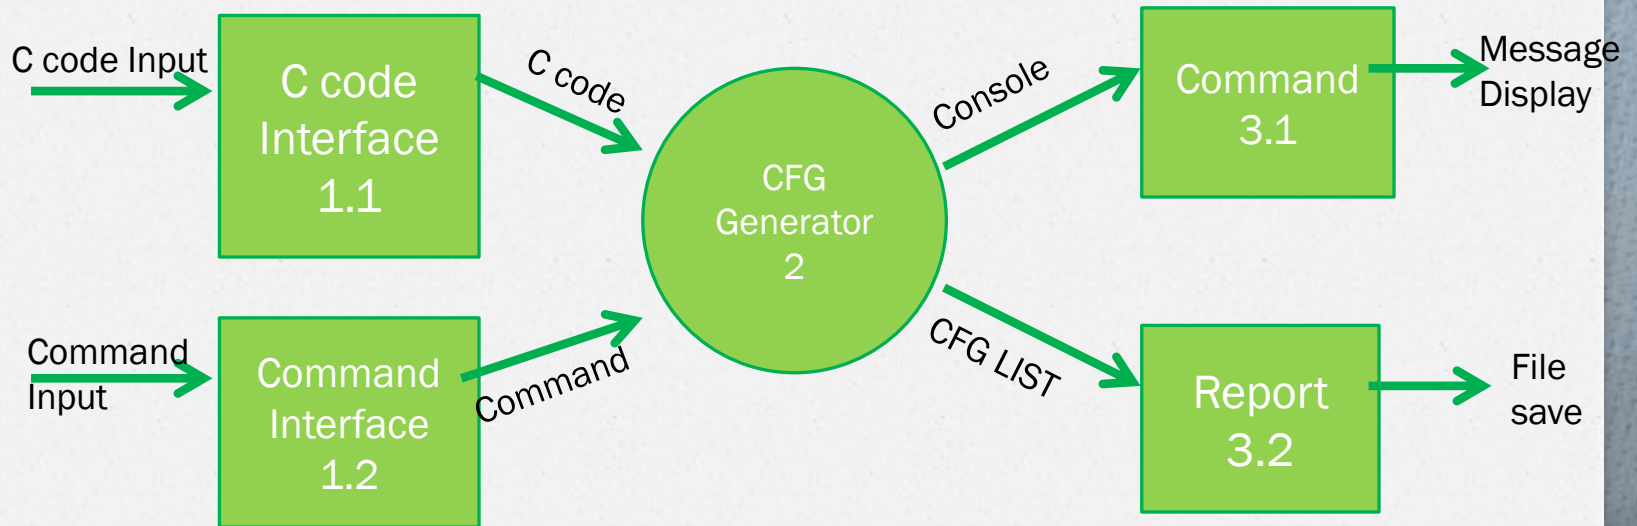 C code Input
C code
Interface
1.1
C code
Command
Input
Command
Interface
1.2
Command
CFG
Generator
2
Console
Command
3.1
Message
Display
CFG LIST
Report
3.2
File
save